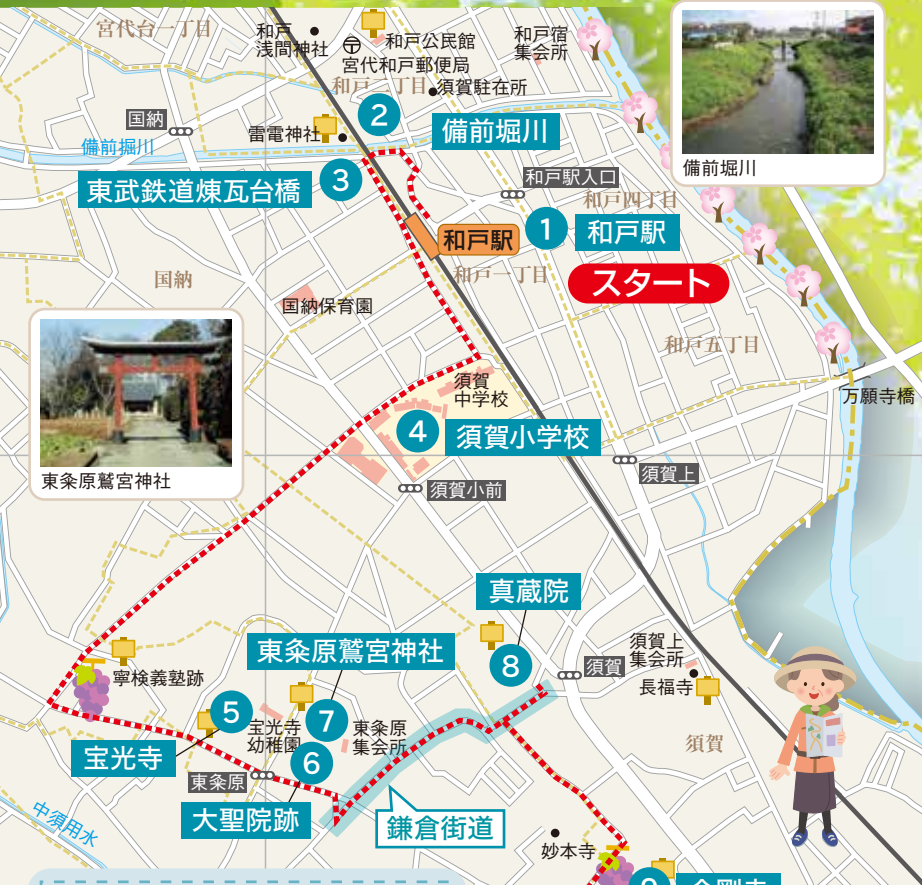 宮代台一丁目
和戸
浅間神社
和戸公民館
宮代和戸郵便局
和戸二丁目
須賀駐在所
和戸宿
集会所
備前堀川
国納
雷電神社
2
備前堀川
備前堀川
3
東武鉄道煉瓦台橋
和戸駅入口
和戸四丁目
和戸駅
1
和戸駅
スタート
和戸一丁目
国納
国納保育園
和戸五丁目
万願寺橋
須賀
中学校
4
須賀小学校
東粂原鷲宮神社
須賀小前
須賀上
真蔵院
8
須賀
須賀上
集会所
長福寺
須賀
東粂原鷲宮神社
寧検義塾跡
5
宝光寺
宝光寺
幼稚園
7
東粂原
集会所
6
東粂原
大聖院跡
鎌倉街道
中須用水
妙本寺